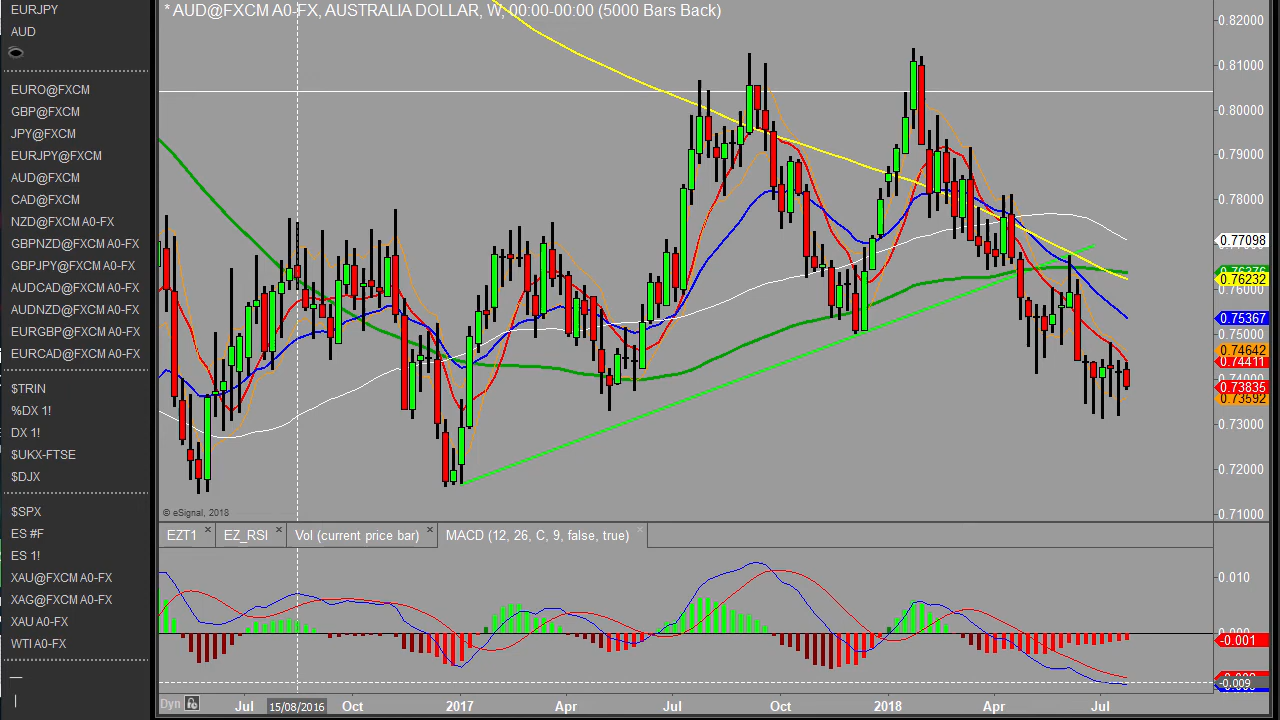 EURJPY
AUD
EURO@FXCM
GBP@FXCM
JPY@FXCM
EURJPY@FXCM
AUD@FXCM
CAD@FXCM
NZD@FXCM A0-FX
GBPNZD@FXCM A0-FX
GBPJPY@FXCM A0-FX
AUDCAD@FXCM A0-FX
AUDNZD@FXCM A0-FX
EURGBP@FXCM A0-FX
EURCAD@FXCM A0-FX
$TRIN
%DX 1!
DX 1!
$UKX-FTSE
$DJX
$SPX
ES #F
ES 1!
XAU@FXCM A0-FX
XAG@FXCM A0-FX
XAU A0-FX
WTI A0-FX
* AUD@FXCM A0-FX, AUSTRALIA DOLLAR, W, 00:00-00:00 (5000 Bars Back)
0.82000
0.81000
0.80000
0.79000
0.78000
0.77098
0.76232
0.76000
0.75367
0.75000
0.74642
0.74411
0.74000
0.73835
0.73592
0.73000
0.72000
0.71000
© eSignal, 2018
EZT1 × EZ_RSI × Vol (current price bar) × MACD (12, 26, C, 9, false, true) ×
0.010
-0.001
-0.009
Dyn Jul 15/08/2016 Oct 2017 Apr Jul Oct 2018 Apr Jul